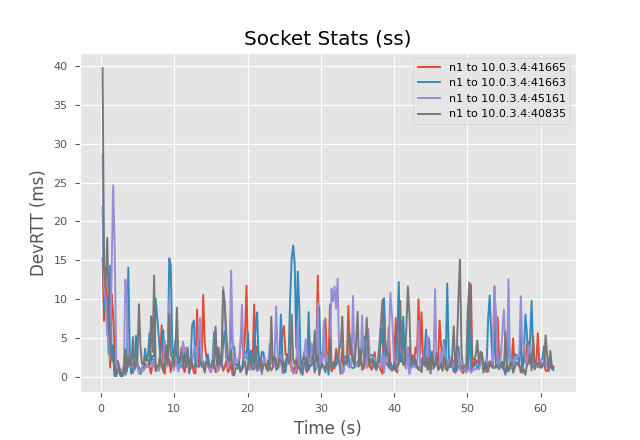 Socket Stats (ss)
n1 to 10.0.3.4:41665
n1 to 10.0.3.4:41663
n1 to 10.0.3.4:45161
n1 to 10.0.3.4:40835
DevRTT (ms)
40
35
30
25
20
15
10
5
0
0 10 20 30 40 50 60
Time (s)